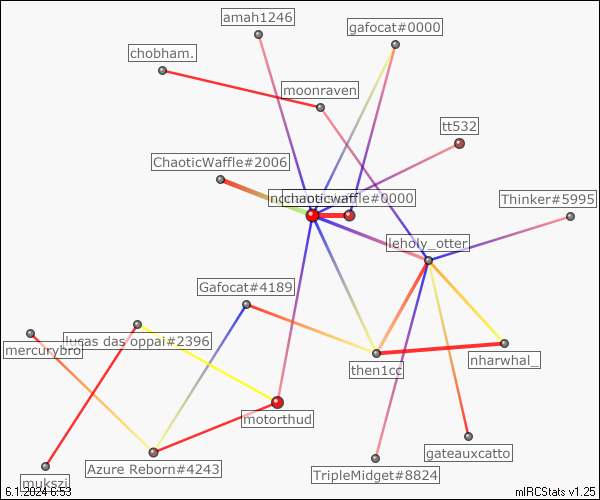 amah1246
gafocat#0000
chobham.
moonraven
tt532
ChaoticWaffle#2006
chaoticwaffle#0000
Thinker#5995
leholy_otter
Gafocat#4189
lucas das oppai#2396
mercurybro
then1cc
nharwhal_
motorthud
gateauxcatto
Azure Reborn#4243
TripleMidget#8824
mukszi
6.1.2024 6:53
mIRCStats v1.25